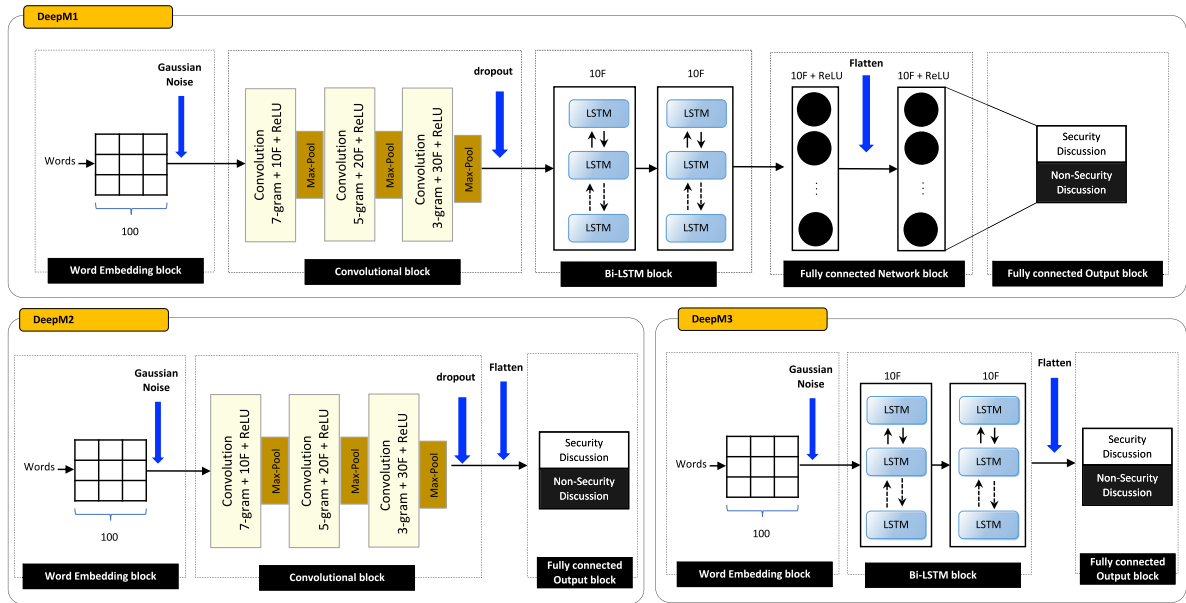 DeepM1
Gaussian
Noise
Words
100
Word Embedding block
Convolution
7-gram + 10F + ReLU
Max-Pool
Convolution
5-gram + 20F + ReLU
Max-Pool
Convolution
3-gram + 30F + ReLU
Max-Pool
Convolutional block
dropout
10F
LSTM
LSTM
LSTM
10F
LSTM
LSTM
LSTM
Bi-LSTM block
10F + ReLU
Flatten
10F + ReLU
Fully connected Network block
Security
Discussion
Non-Security
Discussion
Fully connected Output block
DeepM2
Gaussian
Noise
Words
100
Word Embedding block
Convolution
7-gram + 10F + ReLU
Max-Pool
Convolution
5-gram + 20F + ReLU
Max-Pool
Convolution
3-gram + 30F + ReLU
Max-Pool
Convolutional block
dropout
Flatten
Security
Discussion
Non-Security
Discussion
Fully connected
Output block
DeepM3
Gaussian
Noise
Words
100
Word Embedding block
10F
LSTM
LSTM
LSTM
10F
LSTM
LSTM
LSTM
Bi-LSTM block
Flatten
Security
Discussion
Non-Security
Discussion
Fully connected
Output block